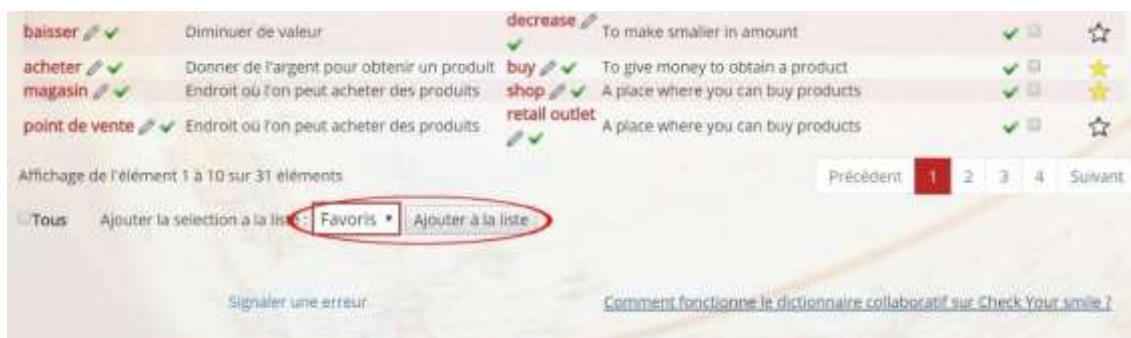 baisser Diminuer de valeur decrease To make smaller in amount
acheter Donner de l'argent pour obtenir un produit buy To give money to obtain a product
magasin Endroit où l'on peut acheter des produits shop A place where you can buy products
point de vente Endroit où l'on peut acheter des produits retail outlet A place where you can buy products
Affichage de l'élément 1 à 10 sur 31 éléments Précédent 1 2 3 4 Suivant
Tous Ajouter la selection a la liste : Favoris Ajouter à la liste
Signaler une erreur Comment fonctionne le dictionnaire collaboratif sur Check Your smile ?